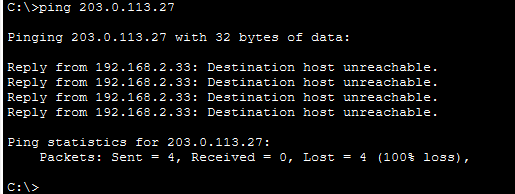 C:\>ping 203.0.113.27
Pinging 203.0.113.27 with 32 bytes of data:
Reply from 192.168.2.33: Destination host unreachable.
Reply from 192.168.2.33: Destination host unreachable.
Reply from 192.168.2.33: Destination host unreachable.
Reply from 192.168.2.33: Destination host unreachable.
Ping statistics for 203.0.113.27:
    Packets: Sent = 4, Received = 0, Lost = 4 (100% loss),
C:\>